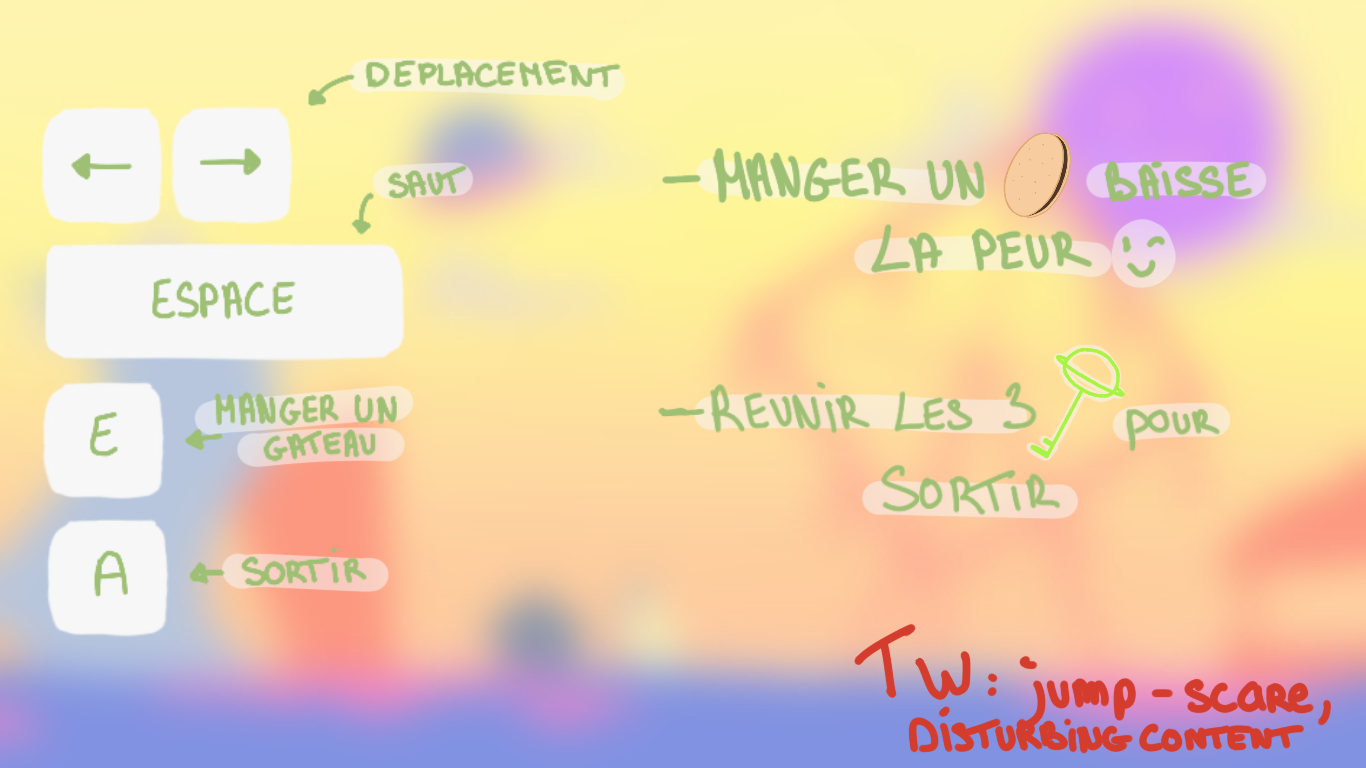 DEPLACEMENT
← →
SAUT
ESPACE
E
MANGER UN
GATEAU
A
SORTIR
- MANGER UN BAISSE
LA PEUR
- REUNIR LES 3 POUR
SORTIR
TW: jump-scare,
DISTURBING CONTENT